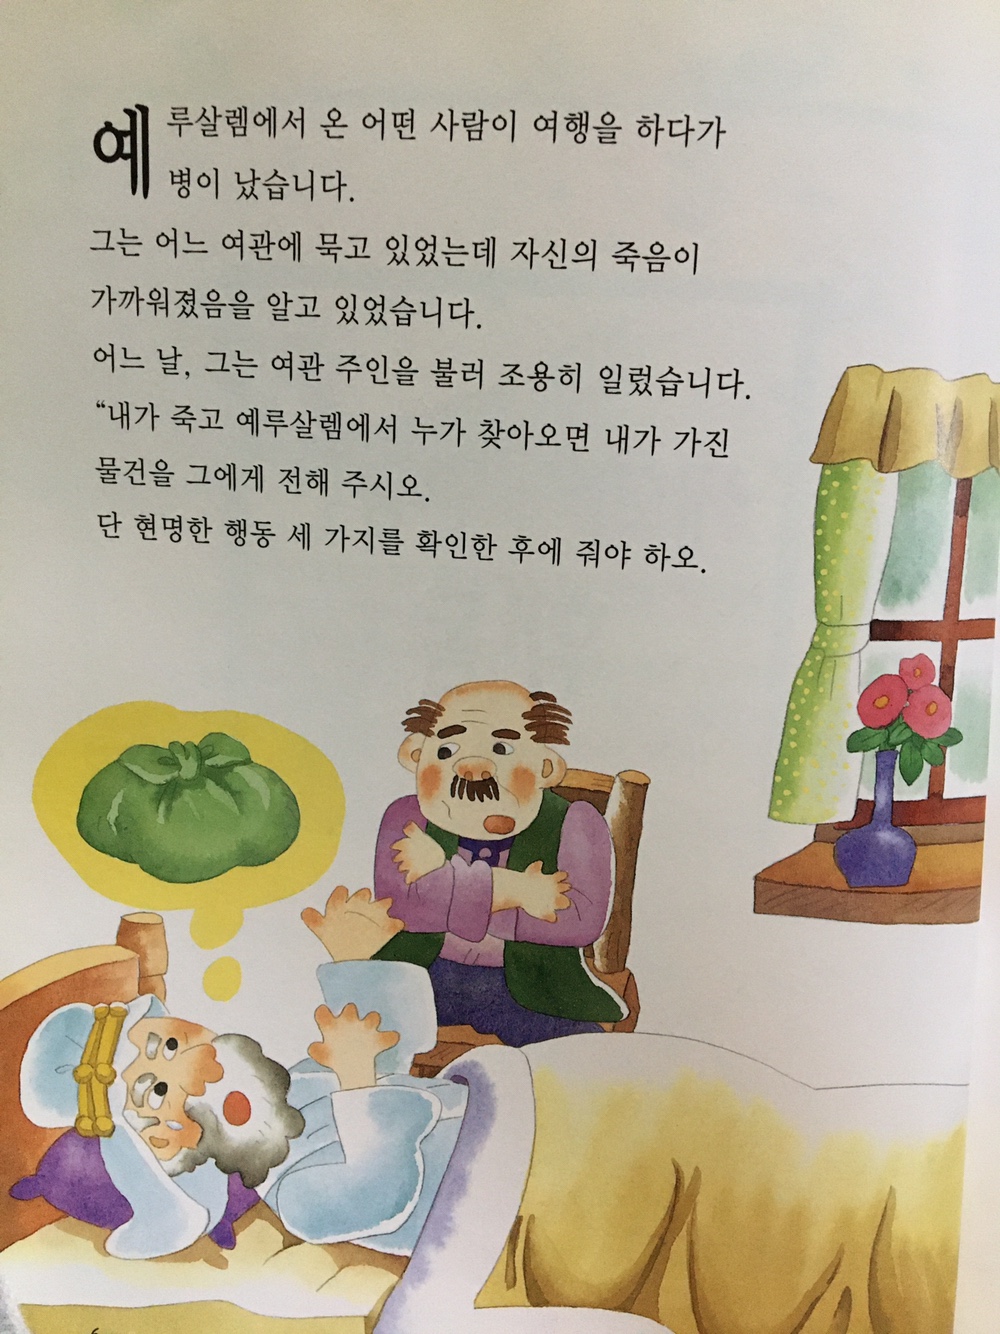 예루살렘에서 온 어떤 사람이 여행을 하다가
병이 났습니다.
그는 어느 여관에 묵고 있었는데 자신의 죽음이
가까워졌음을 알고 있었습니다.
어느 날, 그는 여관 주인을 불러 조용히 일렀습니다.
“내가 죽고 예루살렘에서 누가 찾아오면 내가 가진
물건을 그에게 전해 주시오.
단 현명한 행동 세 가지를 확인한 후에 줘야 하오.